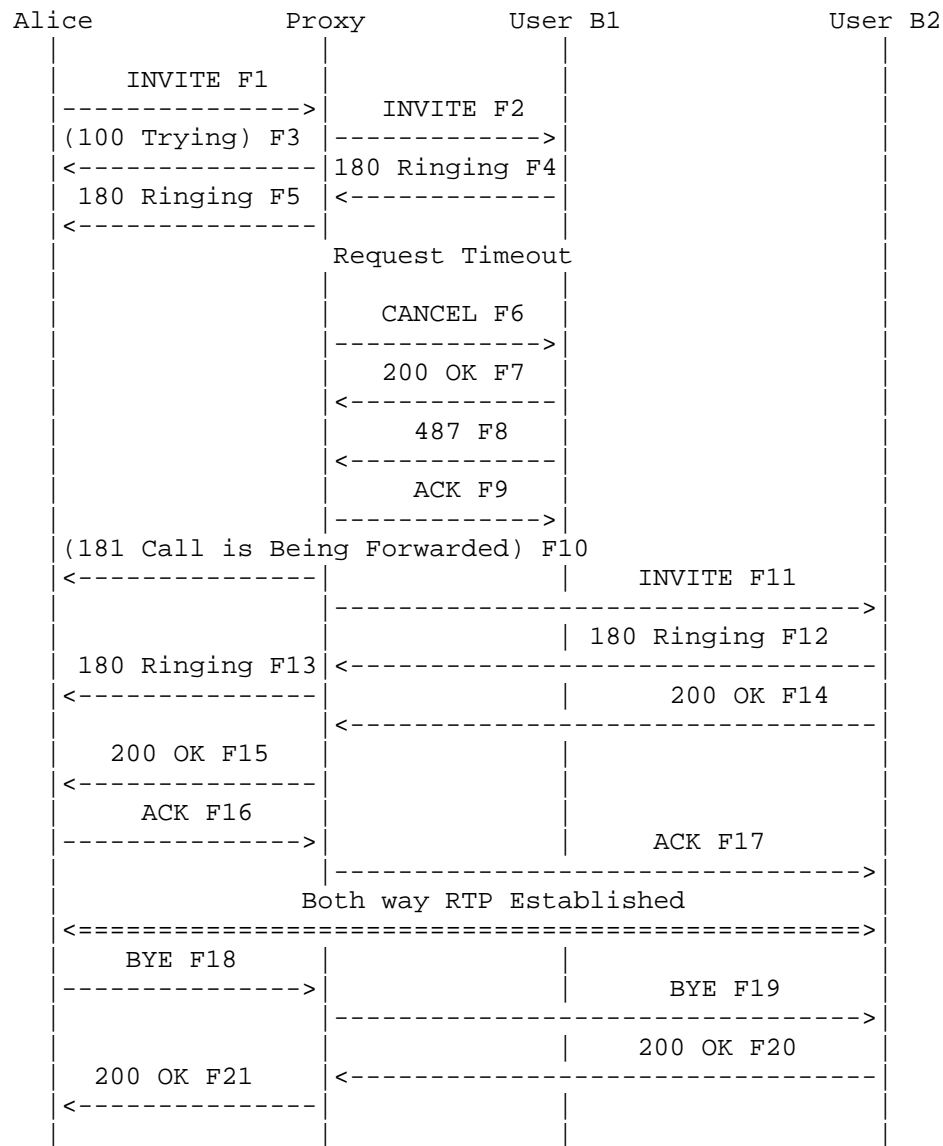 Alice Proxy User B1 User B2
INVITE F1
INVITE F2
(100 Trying) F3
180 Ringing F4
180 Ringing F5
Request Timeout
CANCEL F6
200 OK F7
487 F8
ACK F9
(181 Call is Being Forwarded) F10
INVITE F11
180 Ringing F12
180 Ringing F13
200 OK F14
200 OK F15
ACK F16
ACK F17
Both way RTP Established
BYE F18
BYE F19
200 OK F20
200 OK F21